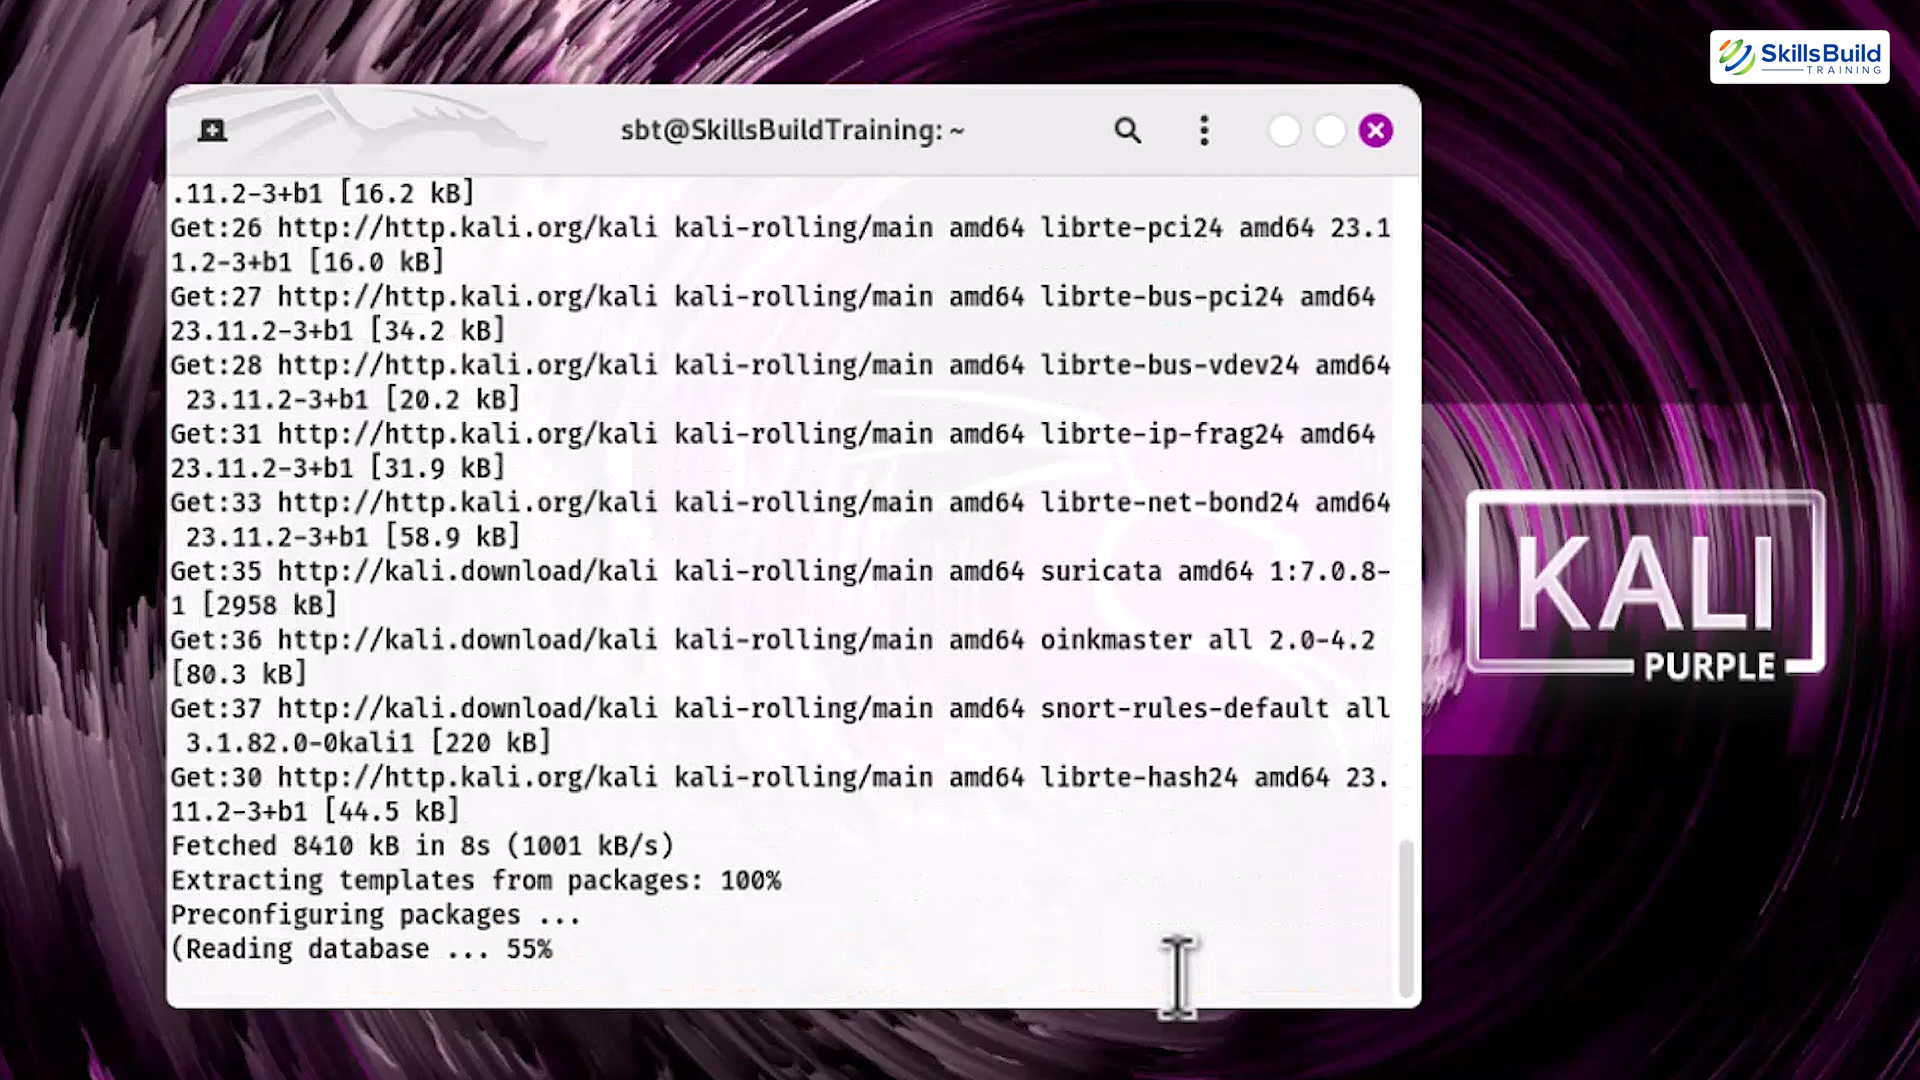 SkillsBuild
TRAINING
sbt@SkillsBuildTraining: ~
.11.2-3+b1 [16.2 kB]
Get:26 http://http.kali.org/kali kali-rolling/main amd64 librte-pci24 amd64 23.1
1.2-3+b1 [16.0 kB]
Get:27 http://http.kali.org/kali kali-rolling/main amd64 librte-bus-pci24 amd64
23.11.2-3+b1 [34.2 kB]
Get:28 http://http.kali.org/kali kali-rolling/main amd64 librte-bus-vdev24 amd64
 23.11.2-3+b1 [20.2 kB]
Get:31 http://http.kali.org/kali kali-rolling/main amd64 librte-ip-frag24 amd64
23.11.2-3+b1 [31.9 kB]
Get:33 http://http.kali.org/kali kali-rolling/main amd64 librte-net-bond24 amd64
 23.11.2-3+b1 [58.9 kB]
Get:35 http://kali.download/kali kali-rolling/main amd64 suricata amd64 1:7.0.8-
1 [2958 kB]
Get:36 http://kali.download/kali kali-rolling/main amd64 oinkmaster all 2.0-4.2
[80.3 kB]
Get:37 http://kali.download/kali kali-rolling/main amd64 snort-rules-default all
 3.1.82.0-0kali1 [220 kB]
Get:30 http://http.kali.org/kali kali-rolling/main amd64 librte-hash24 amd64 23.
11.2-3+b1 [44.5 kB]
Fetched 8410 kB in 8s (1001 kB/s)
Extracting templates from packages: 100%
Preconfiguring packages ...
(Reading database ... 55%
KALI
PURPLE